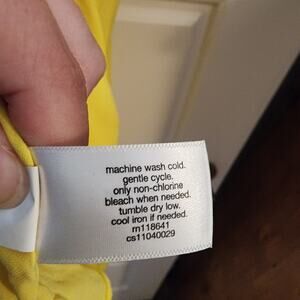 machine wash cold.
gentle cycle.
only non-chlorine
bleach when needed.
tumble dry low.
cool iron if needed.
rn118641
cs11040029